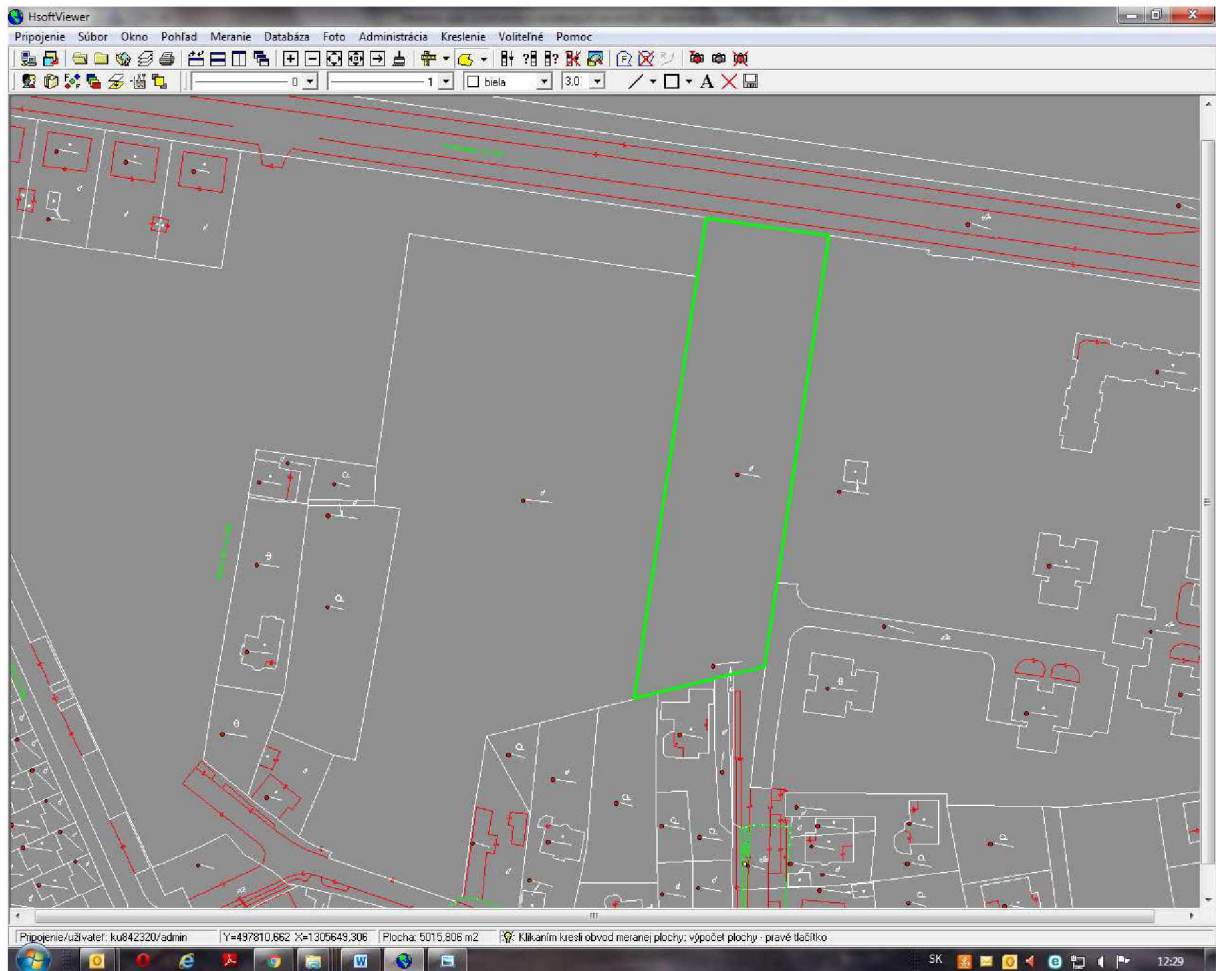 HsoftViewer
Pripojenie Súbor Okno Pohľad Meranie Databáza Foto Administrácia Kreslenie Voliteľné Pomoc
0 1 biela 3,0
Pripojenie/užívateľ: ku842320/admin Y=497810,662 X=1305649,306 Plocha: 5015,806 m2 Klikaním kresli obvod meranej plochy; výpočet plochy - pravé tlačítko
SK 12:29